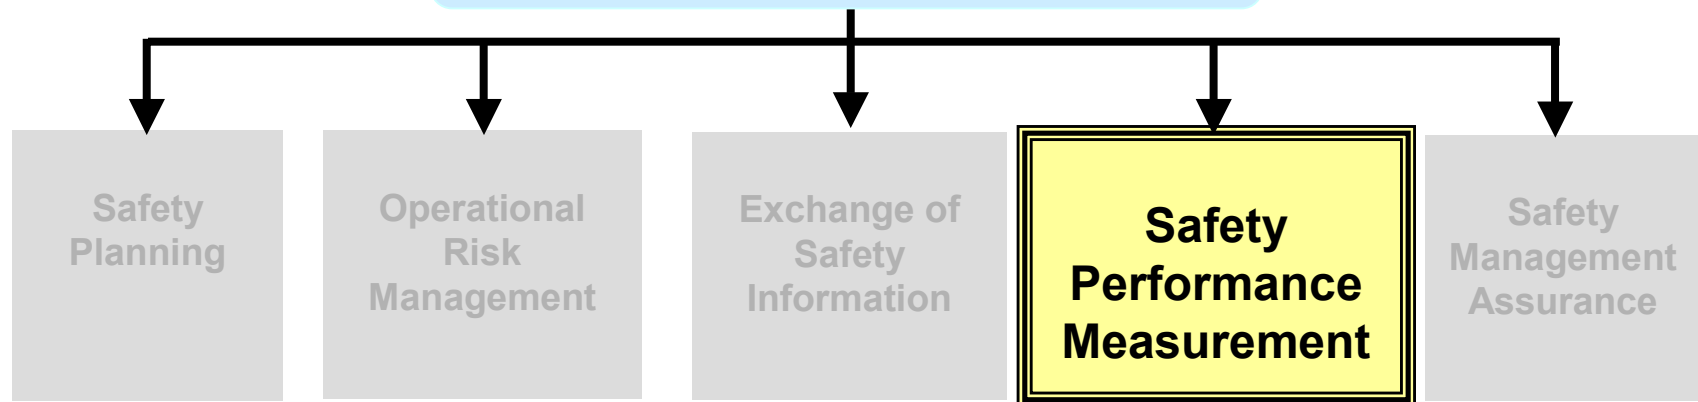 Safety
Planning
Operational
Risk
Management
Exchange of
Safety
Information
Safety
Performance
Measurement
Safety
Management
Assurance